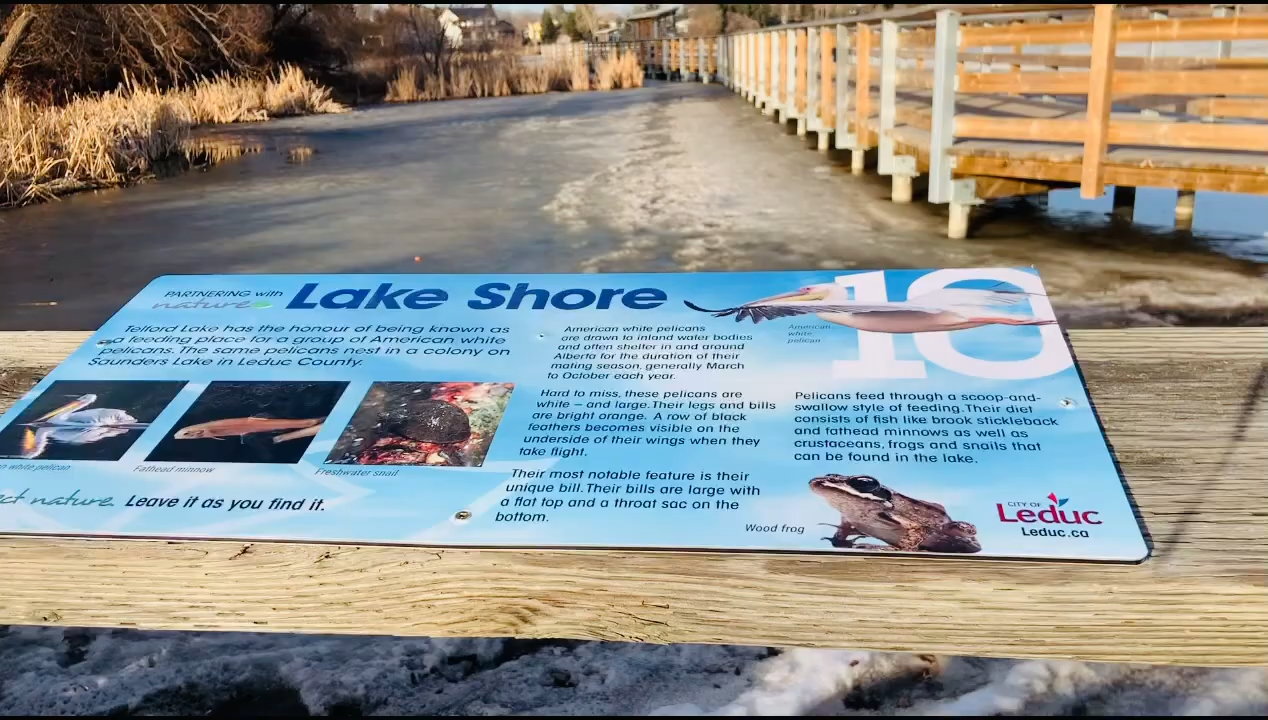 PARTNERING with
nature
Lake Shore
10
Telford Lake has the honour of being known as
a feeding place for a group of American white
pelicans. The same pelicans nest in a colony on
Saunders Lake in Leduc County.
n white pelican
Fathead minnow
Freshwater snail
ct nature. Leave it as you find it.
American white pelicans
are drawn to inland water bodies
and often shelter in and around
Alberta for the duration of their
mating season, generally March
to October each year.
Hard to miss, these pelicans are
white – and large. Their legs and bills
are bright orange. A row of black
feathers becomes visible on the
underside of their wings when they
take flight.
Their most notable feature is their
unique bill. Their bills are large with
a flat top and a throat sac on the
bottom.
American
white
pelican
Pelicans feed through a scoop-and-
swallow style of feeding. Their diet
consists of fish like brook stickleback
and fathead minnows as well as
crustaceans, frogs and snails that
can be found in the lake.
Wood frog
CITY OF
Leduc
Leduc.ca